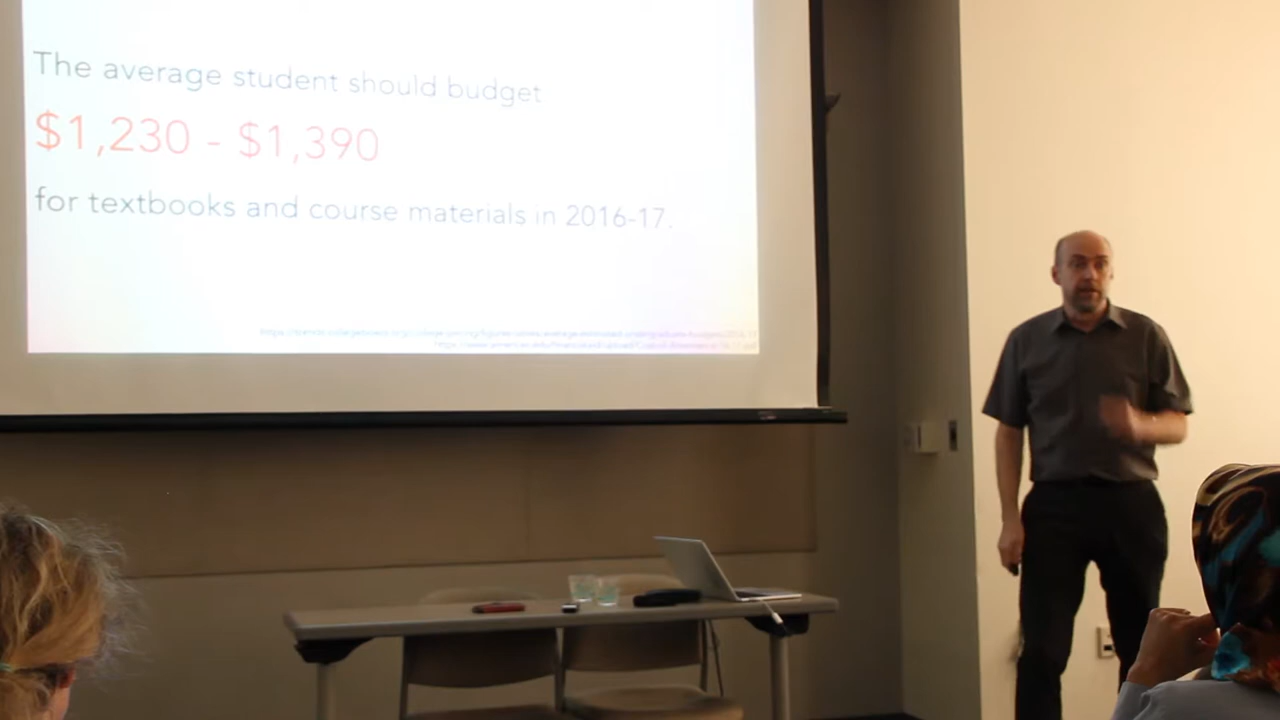 The average student should budget
$1,230 - $1,390
for textbooks and course materials in 2016-17.